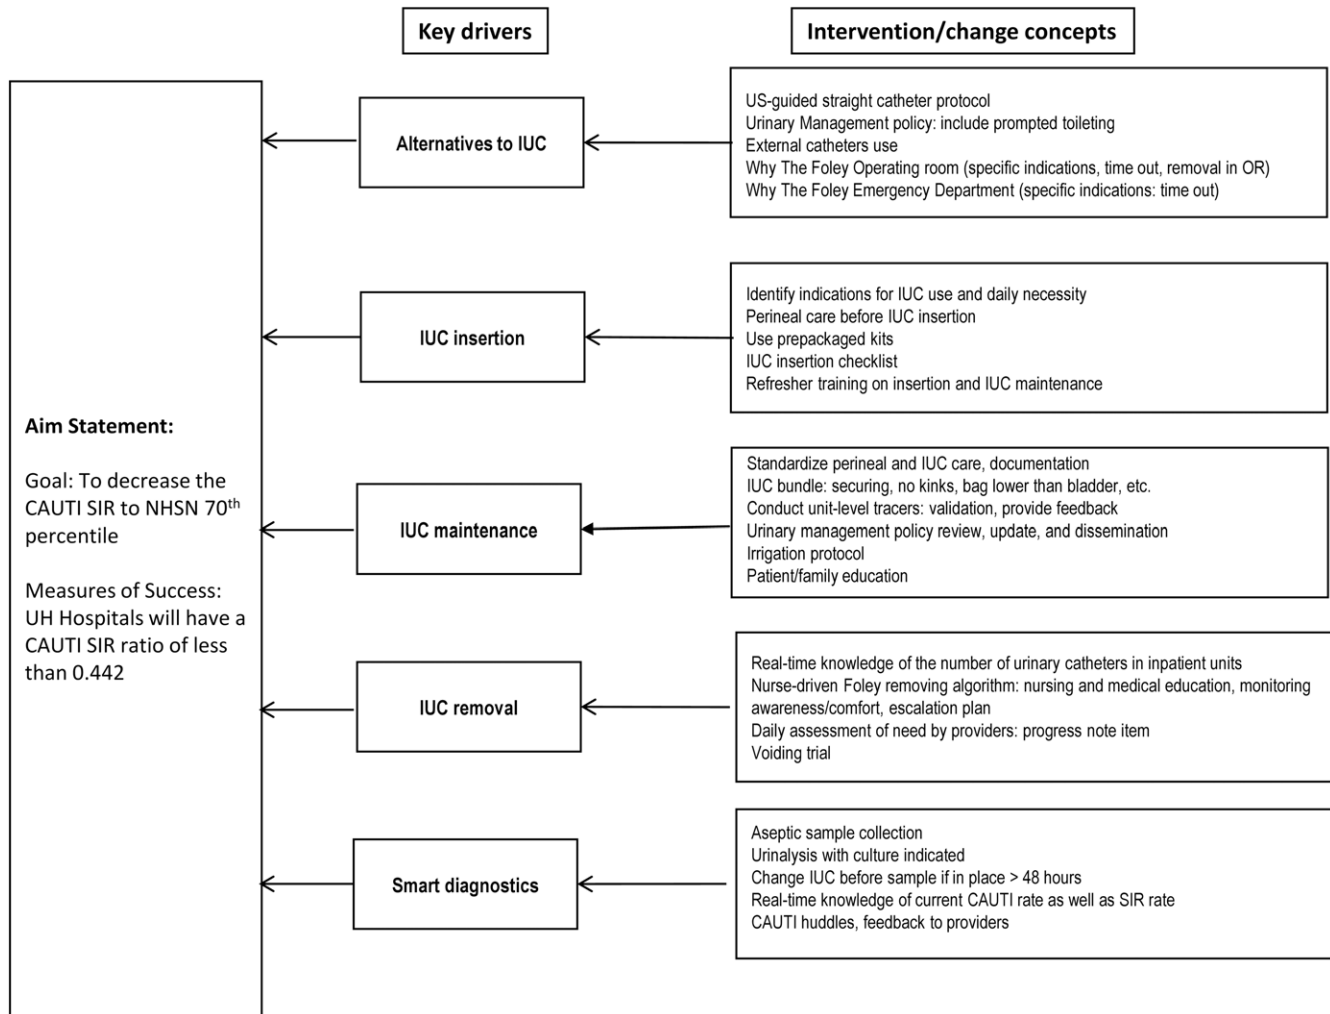 Key drivers
Intervention/change concepts
Aim Statement:
Goal: To decrease the
CAUTI SIR to NHSN 70th
percentile
Measures of Success:
UH Hospitals will have a
CAUTI SIR ratio of less
than 0.442
Alternatives to IUC
US-guided straight catheter protocol
Urinary Management policy: include prompted toileting
External catheters use
Why The Foley Operating room (specific indications, time out, removal in OR)
Why The Foley Emergency Department (specific indications: time out)
IUC insertion
Identify indications for IUC use and daily necessity
Perineal care before IUC insertion
Use prepackaged kits
IUC insertion checklist
Refresher training on insertion and IUC maintenance
IUC maintenance
Standardize perineal and IUC care, documentation
IUC bundle: securing, no kinks, bag lower than bladder, etc.
Conduct unit-level tracers: validation, provide feedback
Urinary management policy review, update, and dissemination
Irrigation protocol
Patient/family education
IUC removal
Real-time knowledge of the number of urinary catheters in inpatient units
Nurse-driven Foley removing algorithm: nursing and medical education, monitoring
awareness/comfort, escalation plan
Daily assessment of need by providers: progress note item
Voiding trial
Smart diagnostics
Aseptic sample collection
Urinalysis with culture indicated
Change IUC before sample if in place > 48 hours
Real-time knowledge of current CAUTI rate as well as SIR rate
CAUTI huddles, feedback to providers